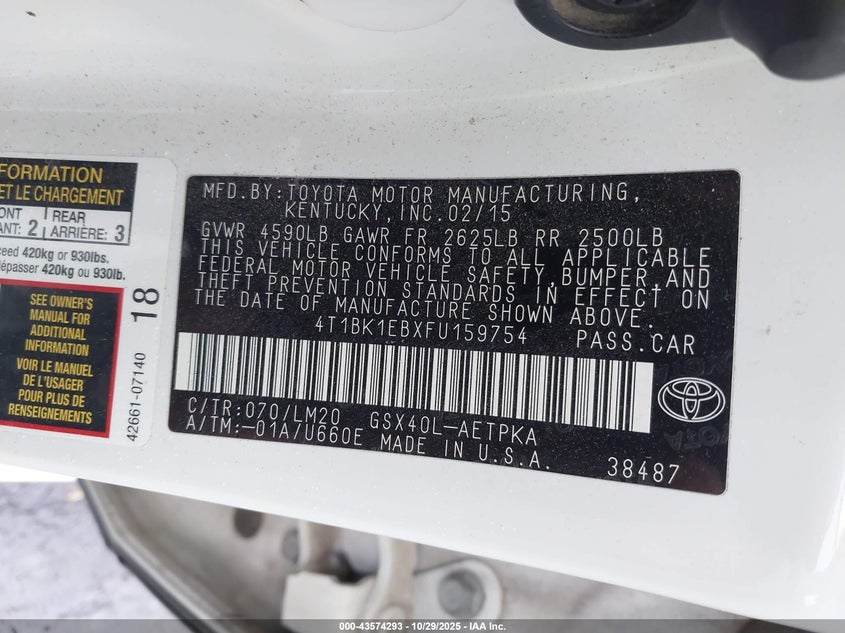 FORMATION
ET LE CHARGEMENT
ONT 2 REAR
ANT: ARRIÈRE: 3
ceed 420kg or 930lbs.
dépasser 420kg ou 930lb.
SEE OWNER'S
MANUAL FOR
ADDITIONAL
INFORMATION
VOIR LE MANUEL
DE L'USAGER
POUR PLUS DE
RENSEIGNEMENTS
18
42661-07140
MFD.BY:TOYOTA MOTOR MANUFACTURING,
KENTUCKY,INC.02/15
GVWR 4590LB GAWR FR 2625LB RR 2500LB
THIS VEHICLE CONFORMS TO ALL APPLICABLE
FEDERAL MOTOR VEHICLE SAFETY,BUMPER,AND
THEFT PREVENTION STANDARDS IN EFFECT ON
THE DATE OF MANUFACTURE SHOWN ABOVE.
4T1BK1EBXFU159754 PASS.CAR
C/TR:070/LM20 GSX40L-AETPKA
A/TM:-01A/U660E MADE IN U.S.A.
38487
000-43574293 - 10/29/2025 - IAA Inc.